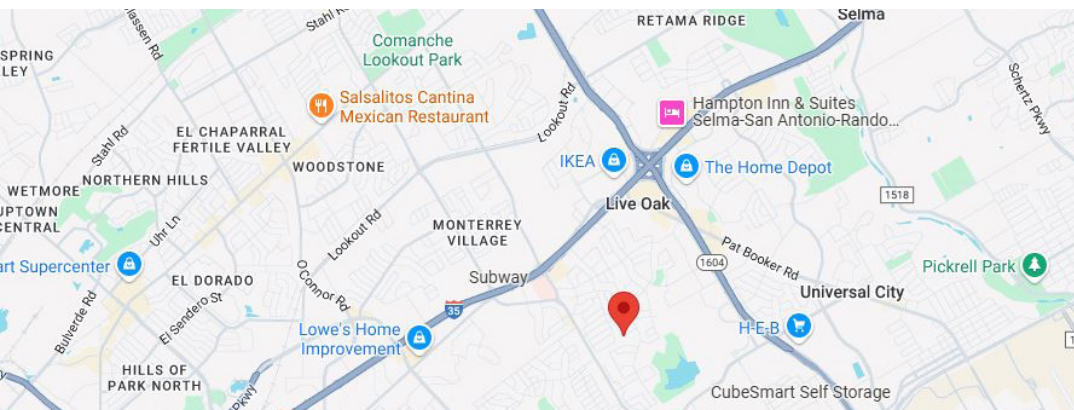 RETAMA RIDGE
Selma
Classen Rd
Stahl Rd
SPRING
LEY
Comanche
Lookout Park
Schertz Pkwy
Salsalitos Cantina
Mexican Restaurant
Hampton Inn & Suites
Selma-San Antonio-Rando...
Lookout Rd
EL CHAPARRAL
FERTILE VALLEY
Stahl Rd
WOODSTONE
IKEA
The Home Depot
NORTHERN HILLS
WETMORE
UPTOWN
CENTRAL
1518
Live Oak
Uhr Ln
Lookout Rd
MONTERREY
VILLAGE
Pat Booker Rd
1604
art Supercenter
Subway
Pickrell Park
EL DORADO
O'Connor Rd
Universal City
El Sendero St
Bulverde Rd
35
Lowe's Home
Improvement
H-E-B
HILLS OF
PARK NORTH
Pkwy
CubeSmart Self Storage